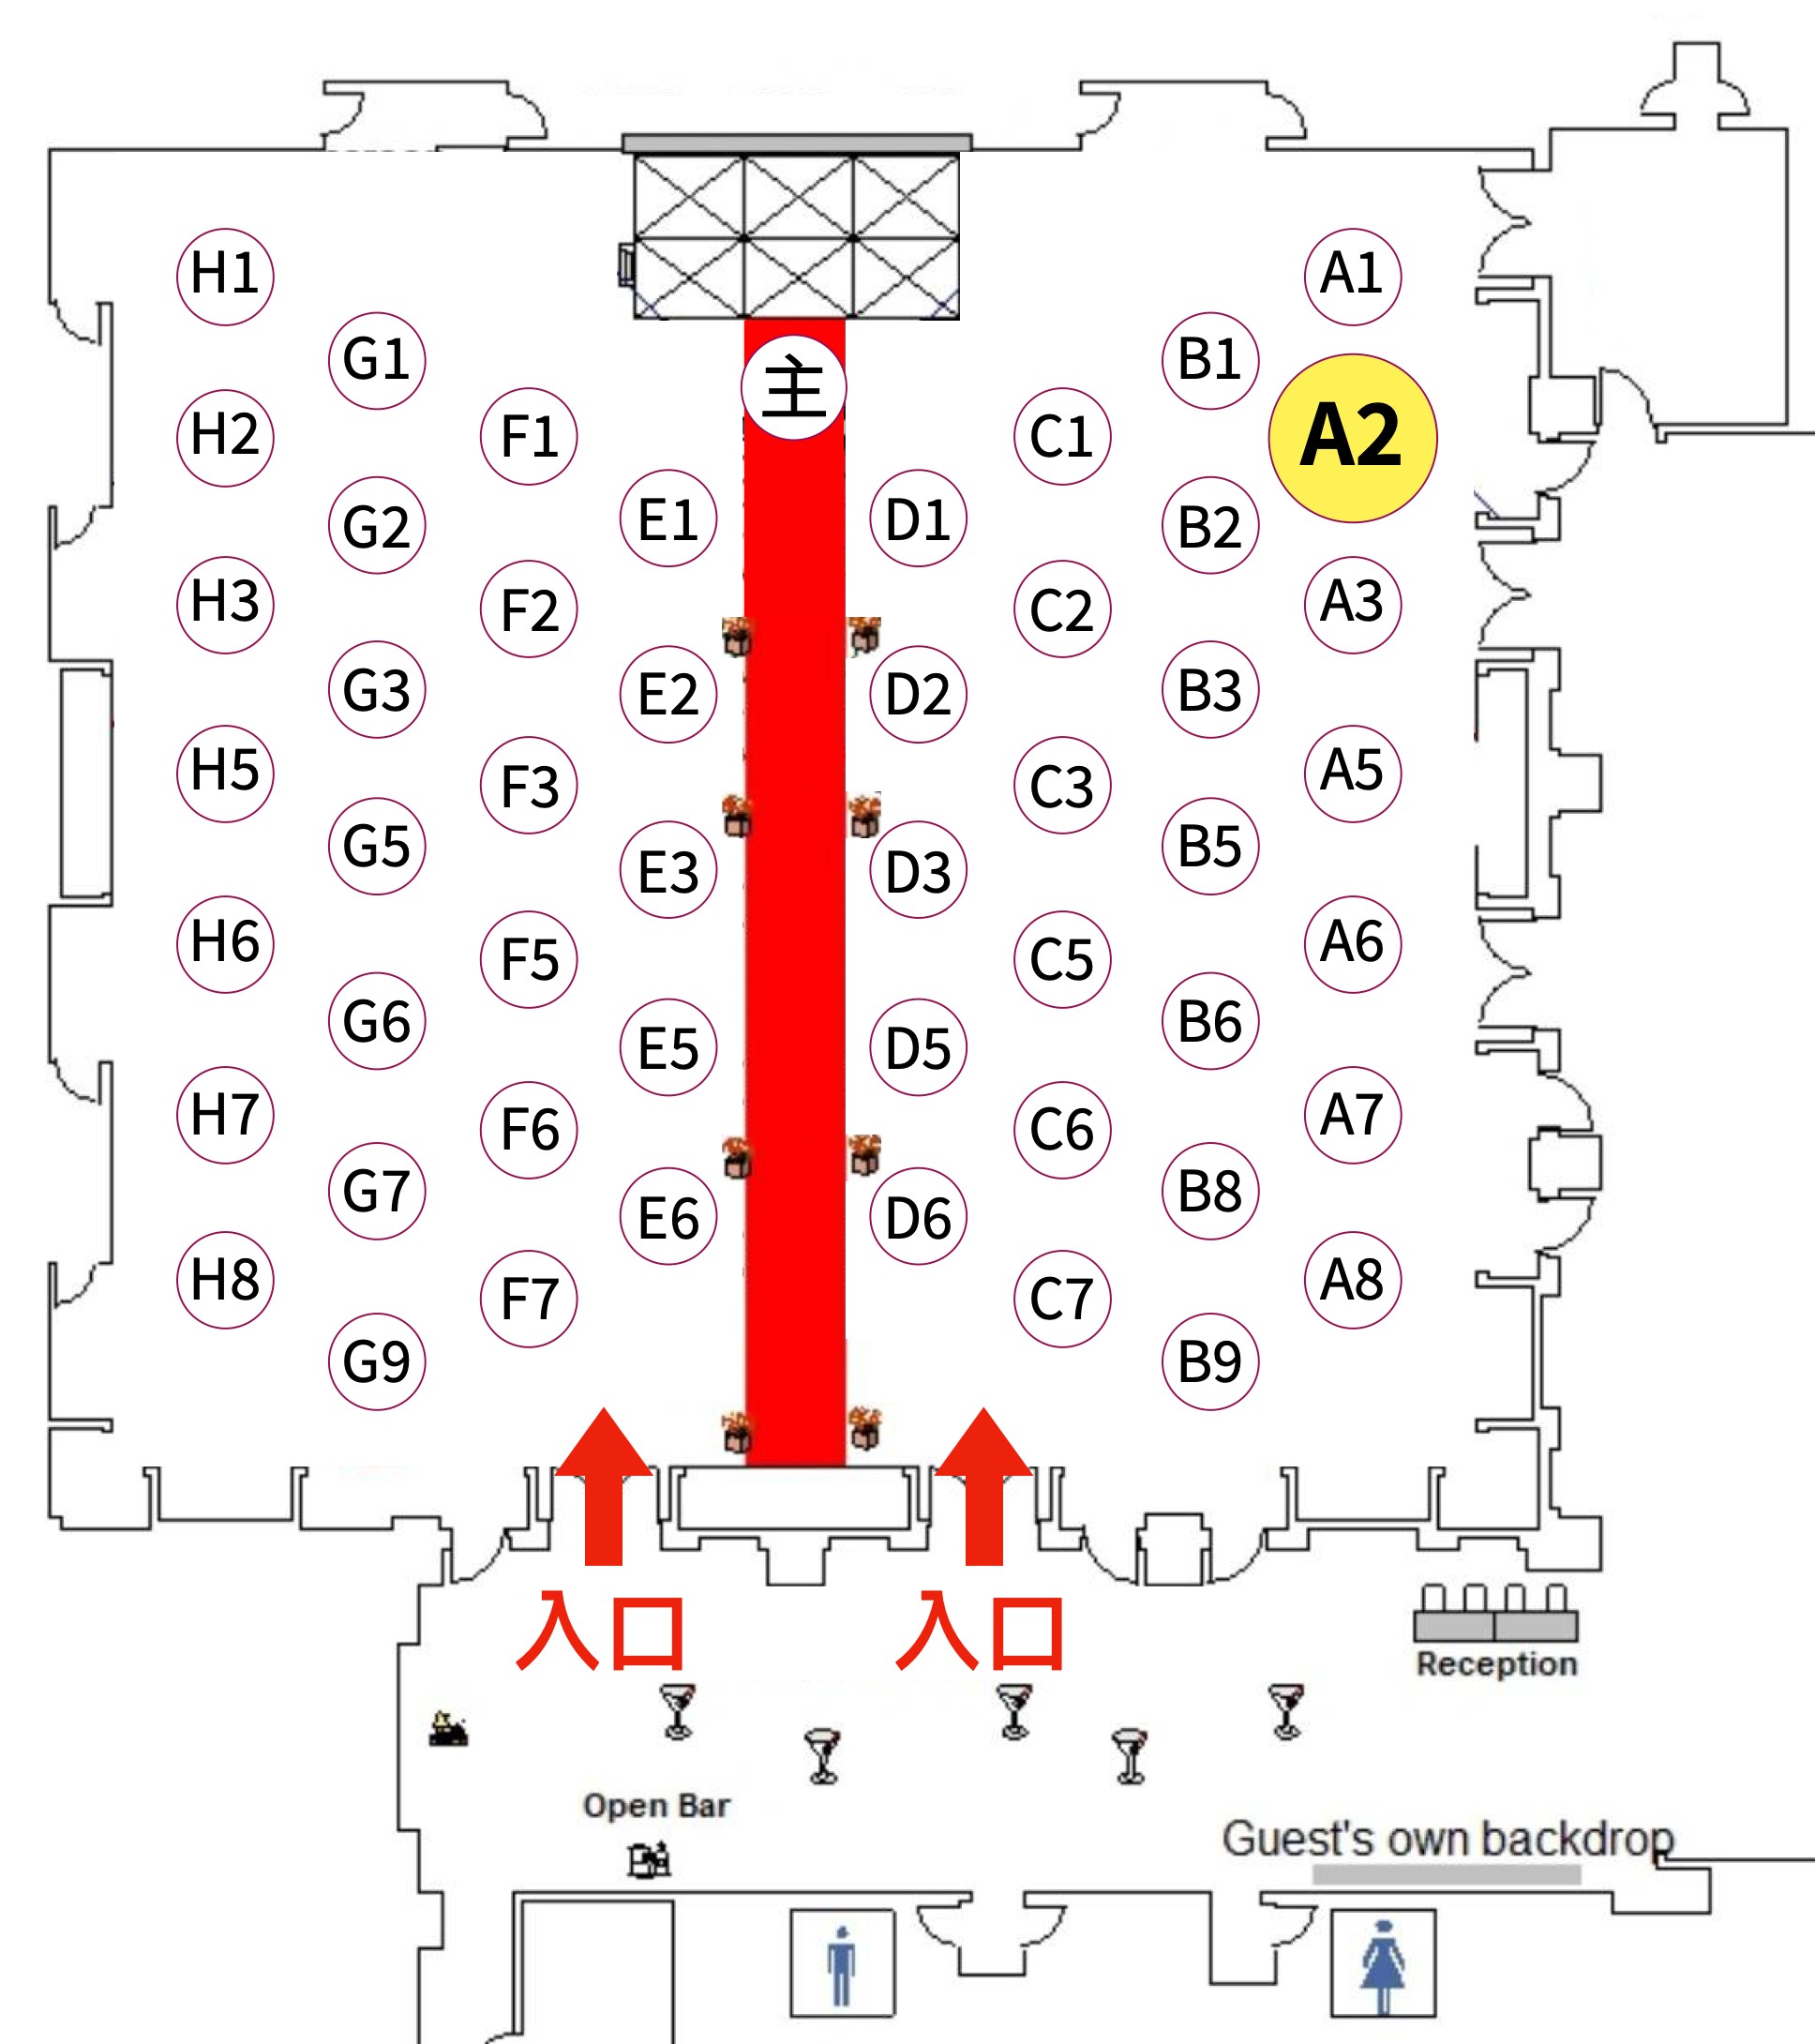 H1
A1
G1
主
B1
H2
F1
C1
A2
G2
E1
D1
B2
H3
F2
C2
A3
G3
E2
D2
B3
H5
F3
C3
A5
G5
E3
D3
B5
H6
F5
C5
A6
G6
E5
D5
B6
H7
F6
C6
A7
G7
E6
D6
B8
H8
F7
C7
A8
G9
B9
入口
入口
Reception
Open Bar
Guest's own backdrop